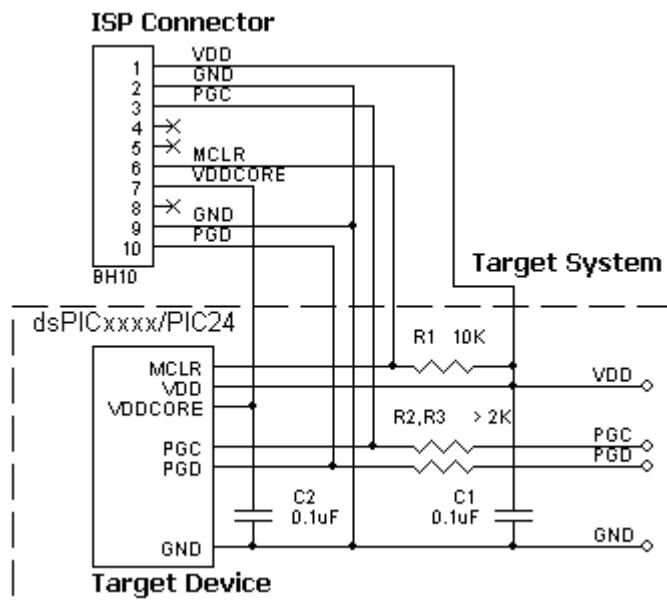 ISP Connector
1 VDD
2 GND
3 PGC
4
5
6 MCLR
7 VDDCORE
8
9 GND
10 PGD
BH10
Target System
dsPICxxxx/PIC24
R1 10K
MCLR
VDD VDD
VDDCORE
R2,R3 > 2K
PGC PGC
PGD PGD
C2 C1
0.1uF 0.1uF
GND GND
Target Device